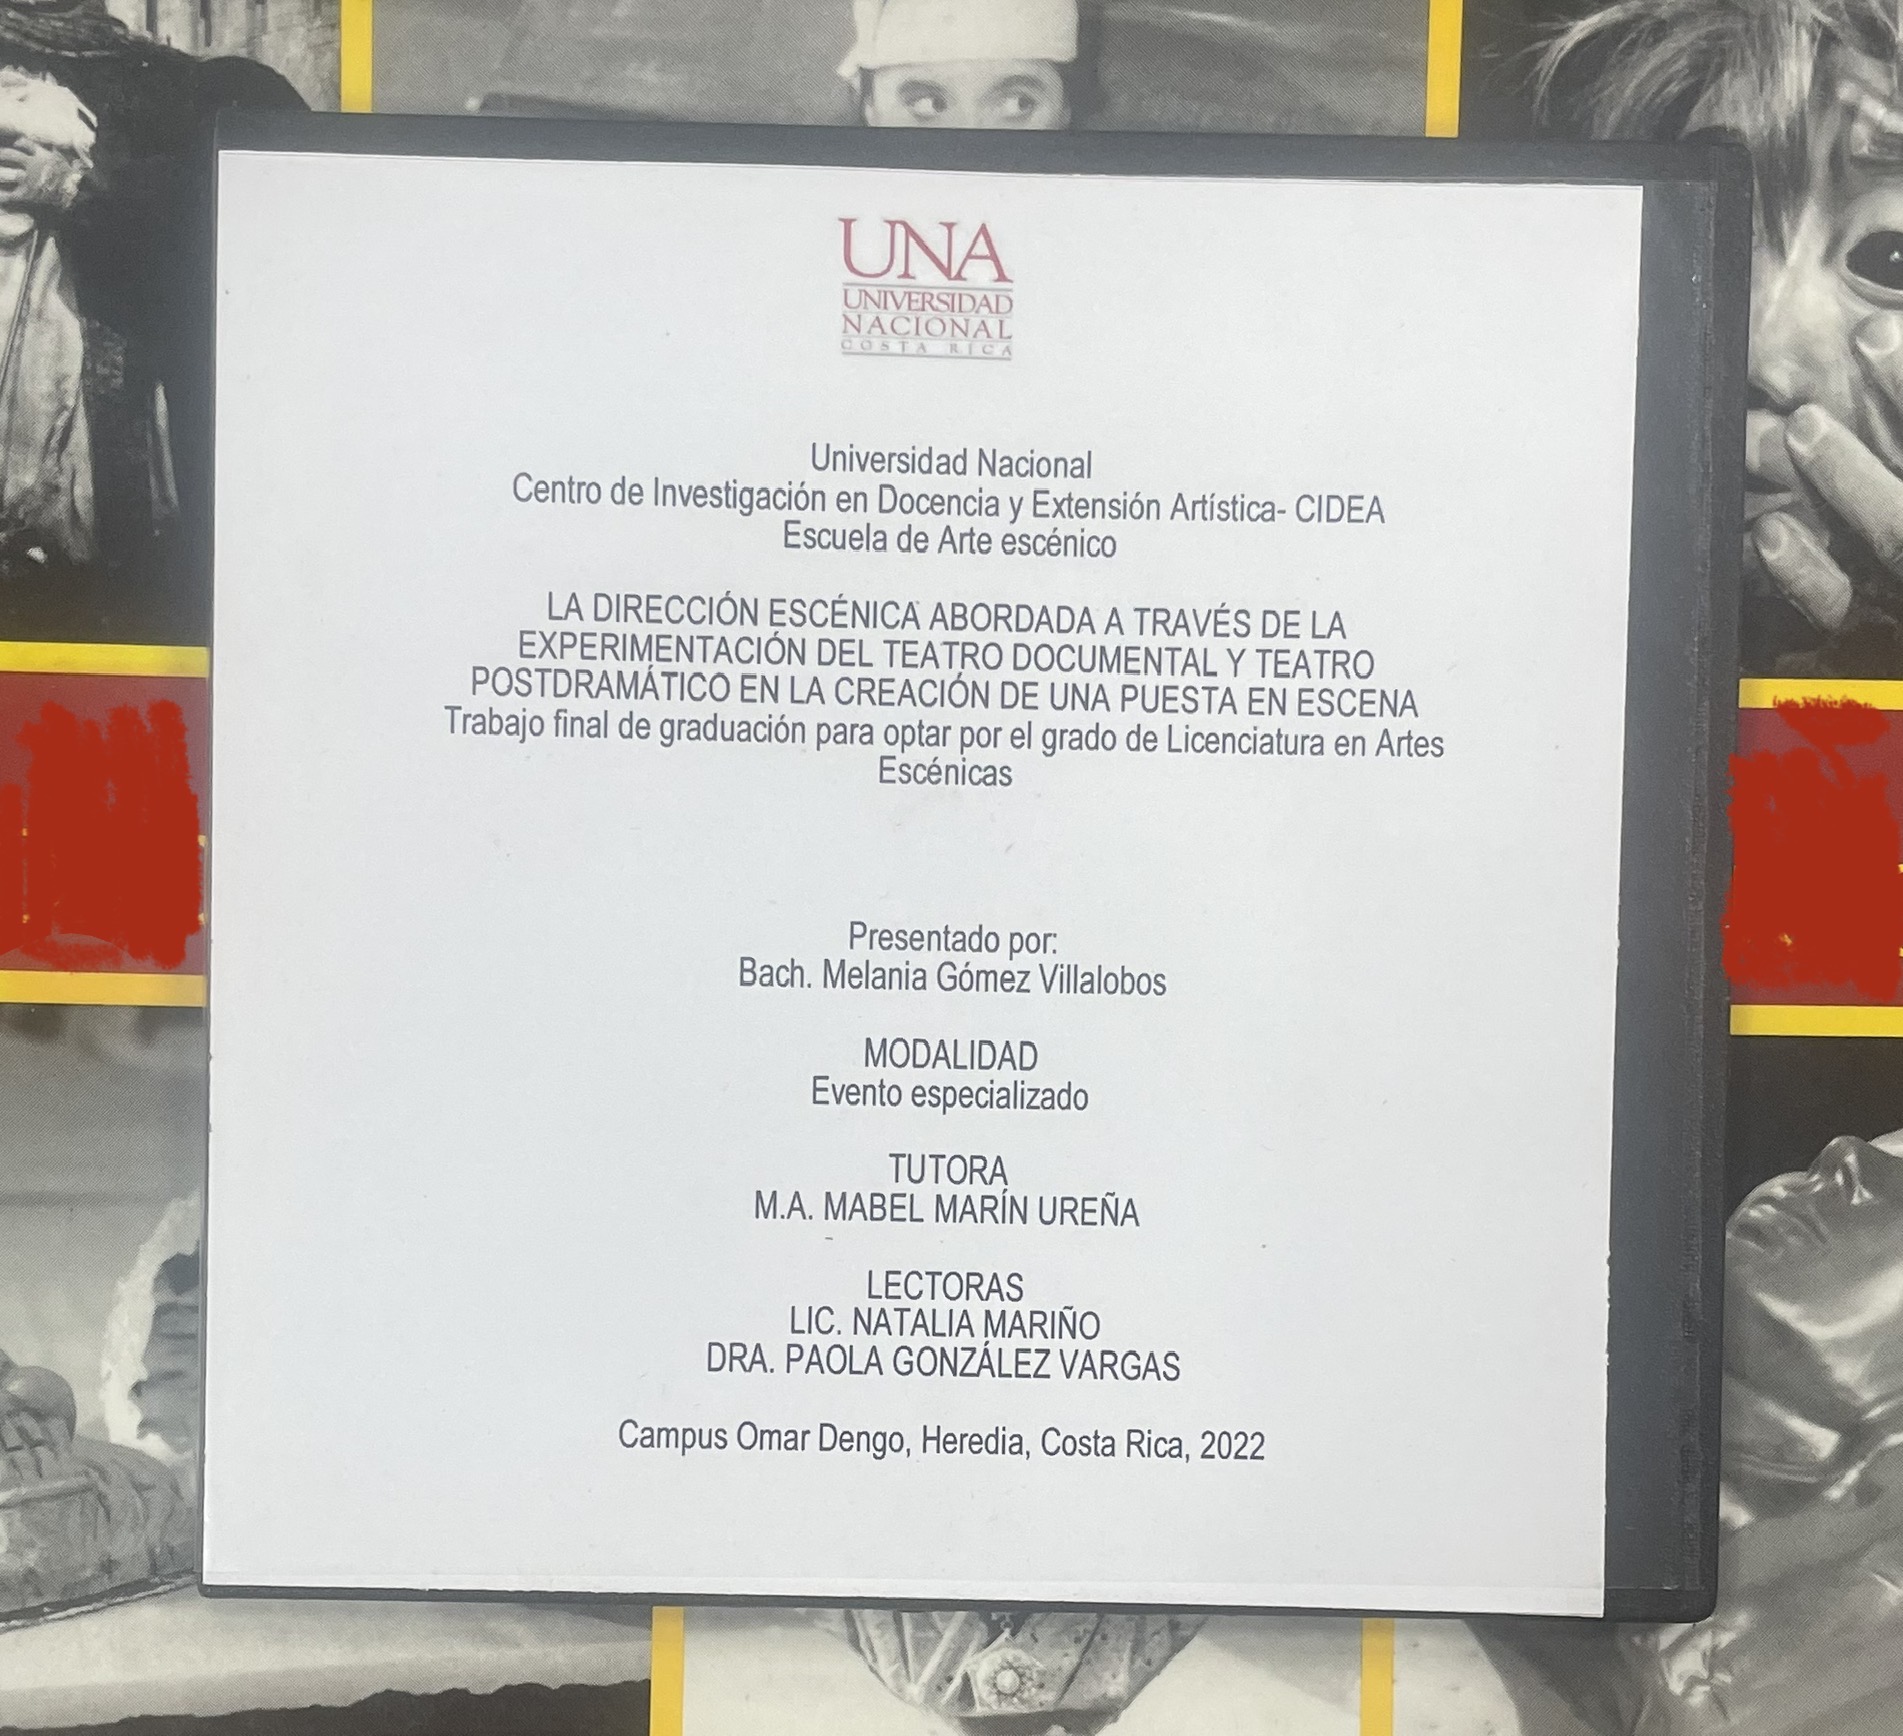 UNA
UNIVERSIDAD
NACIONAL
COSTA RICA
Universidad Nacional
Centro de Investigación en Docencia y Extensión Artística- CIDEA
Escuela de Arte escénico
LA DIRECCIÓN ESCÉNICA ABORDADA A TRAVÉS DE LA
EXPERIMENTACIÓN DEL TEATRO DOCUMENTAL Y TEATRO
POSTDRAMÁTICO EN LA CREACIÓN DE UNA PUESTA EN ESCENA
Trabajo final de graduación para optar por el grado de Licenciatura en Artes
Escénicas
Presentado por:
Bach. Melania Gómez Villalobos
MODALIDAD
Evento especializado
TUTORA
M.A. MABEL MARÍN UREÑA
LECTORAS
LIC. NATALIA MARIÑO
DRA. PAOLA GONZÁLEZ VARGAS
Campus Omar Dengo, Heredia, Costa Rica, 2022